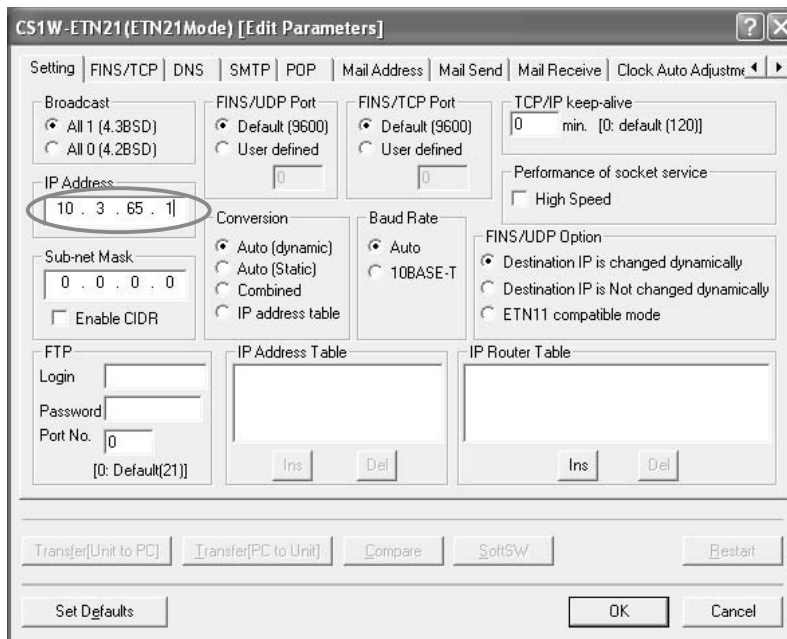 CS1W-ETN21(ETN21Mode) [Edit Parameters]
Setting FINS/TCP DNS SMTP POP Mail Address Mail Send Mail Receive Clock Auto Adjustme
Broadcast
All 1 (4.3BSD)
All 0 (4.2BSD)
FINS/UDP Port
Default (9600)
User defined
0
FINS/TCP Port
Default (9600)
User defined
0
TCP/IP keep-alive
0 min. [0: default (120)]
IP Address
10 . 3 . 65 . 1
Performance of socket service
High Speed
Sub-net Mask
0 . 0 . 0 . 0
Enable CIDR
Conversion
Auto (dynamic)
Auto (Static)
Combined
IP address table
Baud Rate
Auto
10BASE-T
FINS/UDP Option
Destination IP is changed dynamically
Destination IP is Not changed dynamically
ETN11 compatible mode
FTP
Login
Password
Port No. 0
[0: Default(21)]
IP Address Table
Ins Del
IP Router Table
Ins Del
Transfer[Unit to PC] Transfer[PC to Unit] Compare SoftSW Restart
Set Defaults OK Cancel